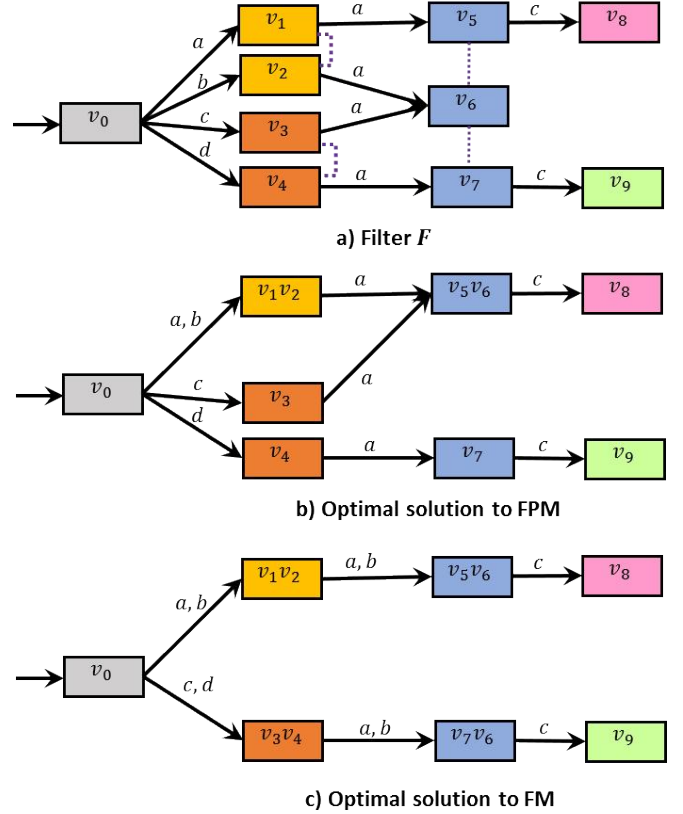 v₁ a v₅ c v₈
a
v₂ a
b
v₀ c v₃ a v₆
d
v₄ a v₇ c v₉
a) Filter F
v₁v₂ a v₅v₆ c v₈
a, b
v₀ c v₃ a
d
v₄ a v₇ c v₉
b) Optimal solution to FPM
v₁v₂ a, b v₅v₆ c v₈
a, b
v₀
c, d
v₃v₄ a, b v₇v₆ c v₉
c) Optimal solution to FM